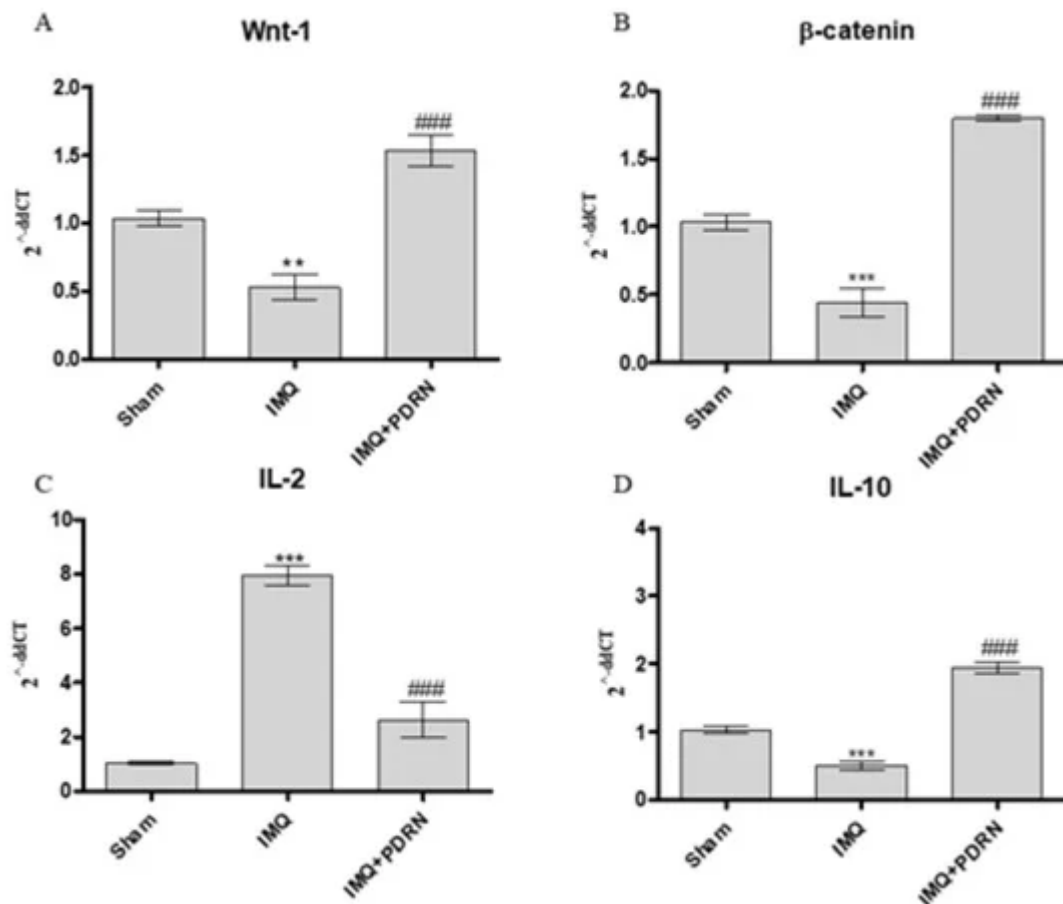 A
Wnt-1
2^-ddCT
2.0
1.5
1.0
0.5
0.0
**
###
Sham
IMQ
IMQ+PDRN
B
β-catenin
2^-ddCT
2.0
1.5
1.0
0.5
0.0
***
###
Sham
IMQ
IMQ+PDRN
C
IL-2
2^-ddCT
10
8
6
4
2
0
***
###
Sham
IMQ
IMQ+PDRN
D
IL-10
2^-ddCT
4
3
2
1
0
***
###
Sham
IMQ
IMQ+PDRN